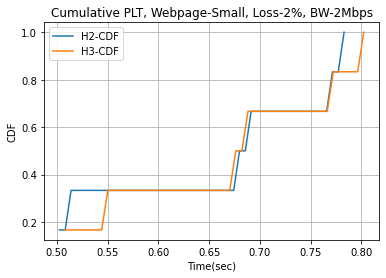 Cumulative PLT, Webpage-Small, Loss-2%, BW-2Mbps
H2-CDF
H3-CDF
1.0
0.8
0.6
0.4
0.2
CDF
0.50 0.55 0.60 0.65 0.70 0.75 0.80
Time(sec)